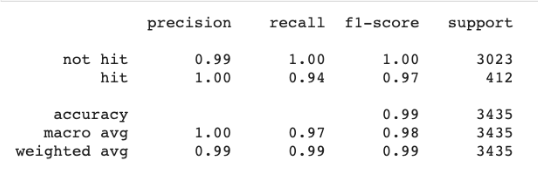 precision recall f1-score support
not hit 0.99 1.00 1.00 3023
hit 1.00 0.94 0.97 412
accuracy 0.99 3435
macro avg 1.00 0.97 0.98 3435
weighted avg 0.99 0.99 0.99 3435